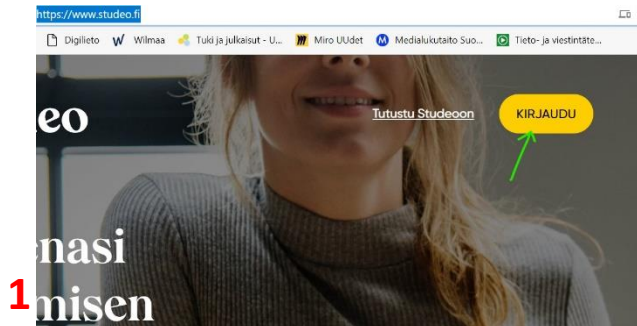 https://www.studeo.fi
Digilieto Wilmaa Tuki ja julkaisut - U... Miro UUdet Medialukutaito Suo... Tieto- ja viestintäte...
eo
Tutustu Studeoon KIRJAUDU
nasi
1
misen